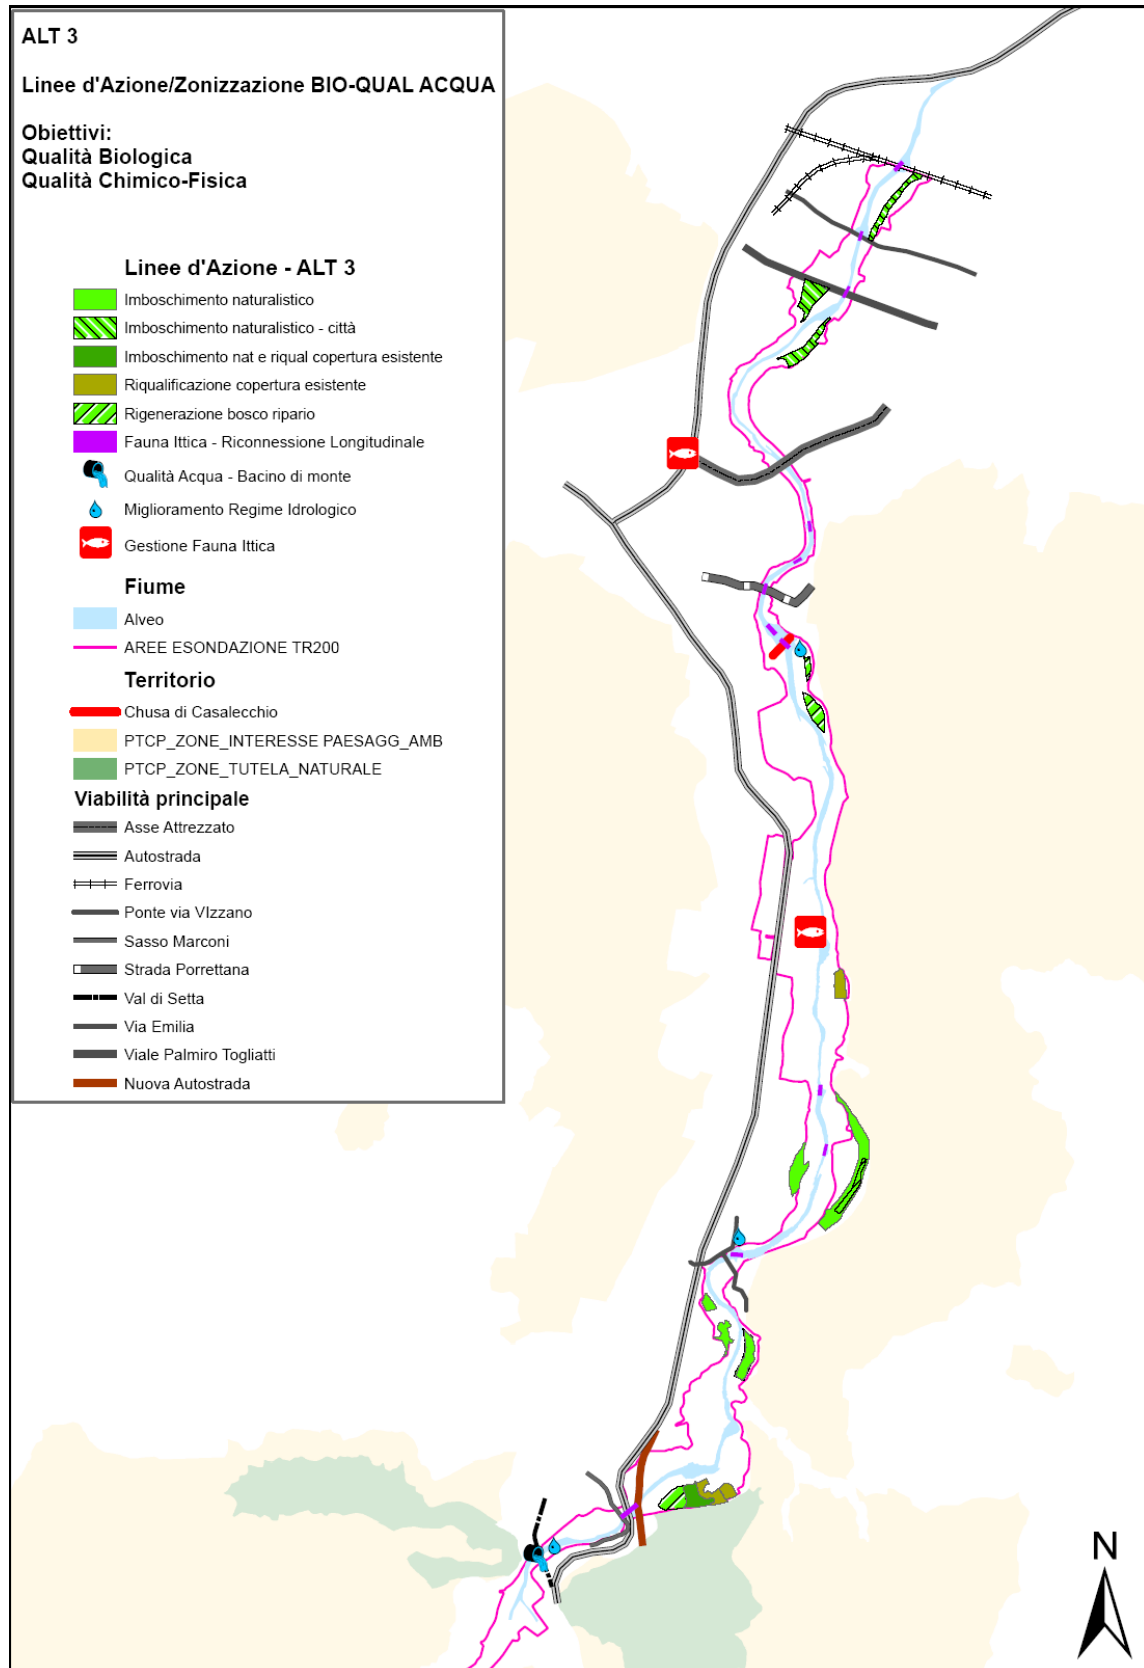 ALT 3
Linee d'Azione/Zonizzazione BIO-QUAL ACQUA
Obiettivi:
Qualità Biologica
Qualità Chimico-Fisica
Linee d'Azione - ALT 3
Imboschimento naturalistico
Imboschimento naturalistico - città
Imboschimento nat e riqual copertura esistente
Riqualificazione copertura esistente
Rigenerazione bosco ripario
Fauna Ittica - Riconnessione Longitudinale
Qualità Acqua - Bacino di monte
Miglioramento Regime Idrologico
Gestione Fauna Ittica
Fiume
Alveo
AREE ESONDAZIONE TR200
Territorio
Chusa di Casalecchio
PTCP_ZONE_INTERESSE PAESAGG_AMB
PTCP_ZONE_TUTELA_NATURALE
Viabilità principale
Asse Attrezzato
Autostrada
Ferrovia
Ponte via VIzzano
Sasso Marconi
Strada Porrettana
Val di Setta
Via Emilia
Viale Palmiro Togliatti
Nuova Autostrada
N